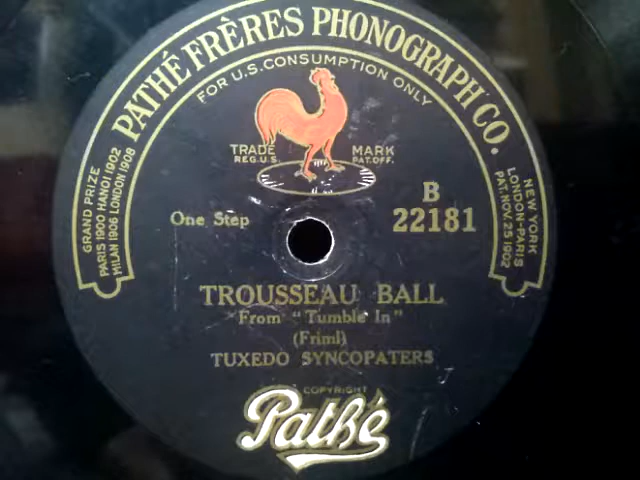 PATHÉ FRÈRES PHONOGRAPH CO.
FOR U.S. CONSUMPTION ONLY
GRAND PRIZE
PARIS 1900 HANOI 1902
MILAN 1906 LONDON 1908
NEW YORK
LONDON-PARIS
PAT. NOV. 25 1902
TRADE MARK
REG. U.S. PAT. OFF.
B
One Step 22181
TROUSSEAU BALL
From "Tumble In"
(Friml)
TUXEDO SYNCOPATERS
COPYRIGHT
Pathé